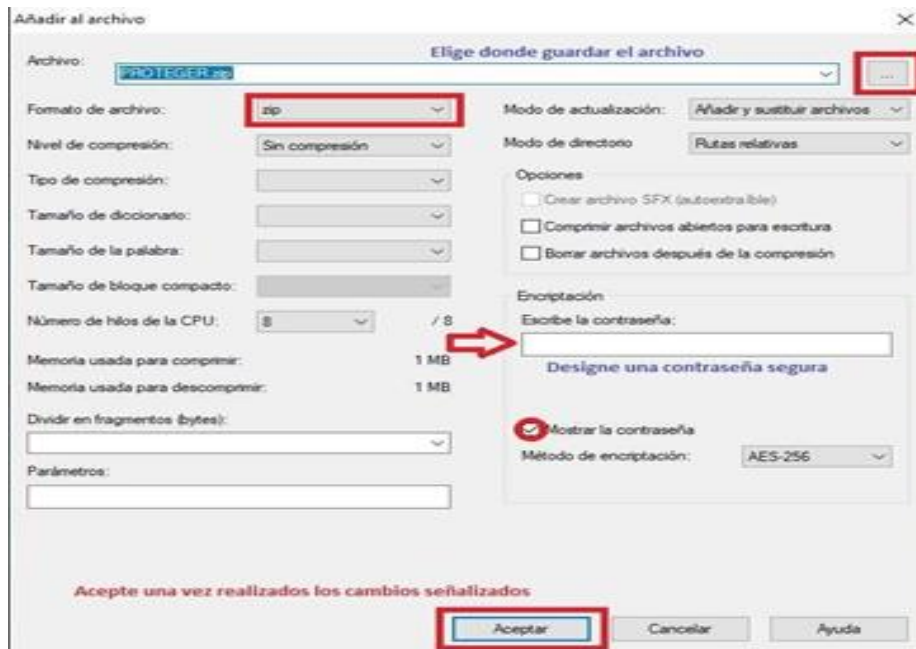 Añadir al archivo
Elige donde guardar el archivo
Archivo:
PROTEGER.zip
...
Formato de archivo:
zip
Modo de actualización:
Añadir y sustituir archivos
Nivel de compresión:
Sin compresión
Modo de directorio
Rutas relativas
Tipo de compresión:
Opciones
Crear archivo SFX (autoextraíble)
Tamaño de diccionario:
Comprimir archivos abiertos para escritura
Tamaño de la palabra:
Borrar archivos después de la compresión
Tamaño de bloque compacto:
Encriptación
Número de hilos de la CPU:
8
/ 8
Escribe la contraseña:
Memoria usada para comprimir:
1 MB
Designe una contraseña segura
Memoria usada para descomprimir:
1 MB
Dividir en fragmentos (bytes):
Mostrar la contraseña
Método de encriptación:
AES-256
Parámetros:
Acepte una vez realizados los cambios señalizados
Aceptar
Cancelar
Ayuda